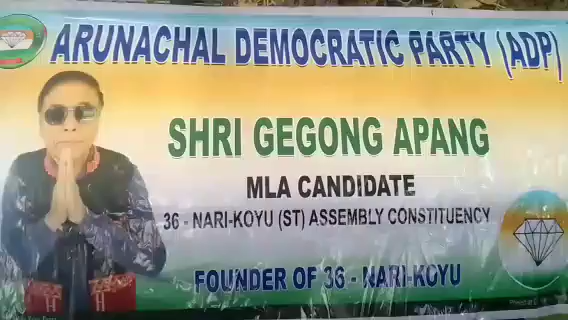 ARUNACHAL DEMOCRATIC PARTY (ADP)
SHRI GEGONG APANG
MLA CANDIDATE
36 - NARI-KOYU (ST) ASSEMBLY CONSTITUENCY
FOUNDER OF 36 - NARI-KOYU